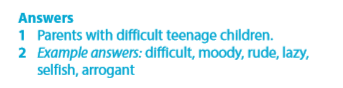 Answers
1 Parents with difficult teenage children.
2 Example answers: difficult, moody, rude, lazy,
selfish, arrogant